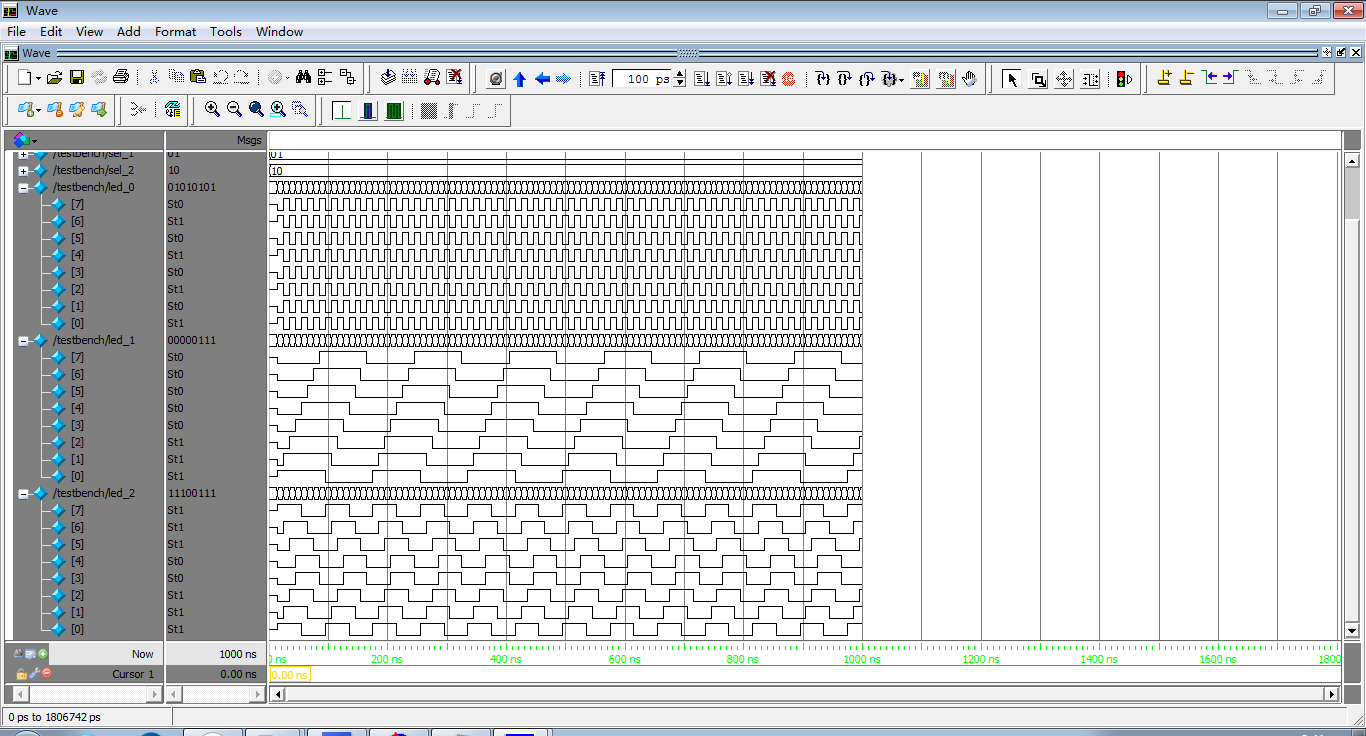 Wave
File Edit View Add Format Tools Window
Wave
100 ps
Msgs
/testbench/sel_1 01 01
/testbench/sel_2 10 10
/testbench/led_0 01010101
[7] St0
[6] St1
[5] St0
[4] St1
[3] St0
[2] St1
[1] St0
[0] St1
/testbench/led_1 00000111
[7] St0
[6] St0
[5] St0
[4] St0
[3] St0
[2] St1
[1] St1
[0] St1
/testbench/led_2 11100111
[7] St1
[6] St1
[5] St1
[4] St0
[3] St0
[2] St1
[1] St1
[0] St1
Now 1000 ns ns 200 ns 400 ns 600 ns 800 ns 1000 ns 1200 ns 1400 ns 1600 ns 1800
Cursor 1 0.00 ns 0.00 ns
0 ps to 1806742 ps